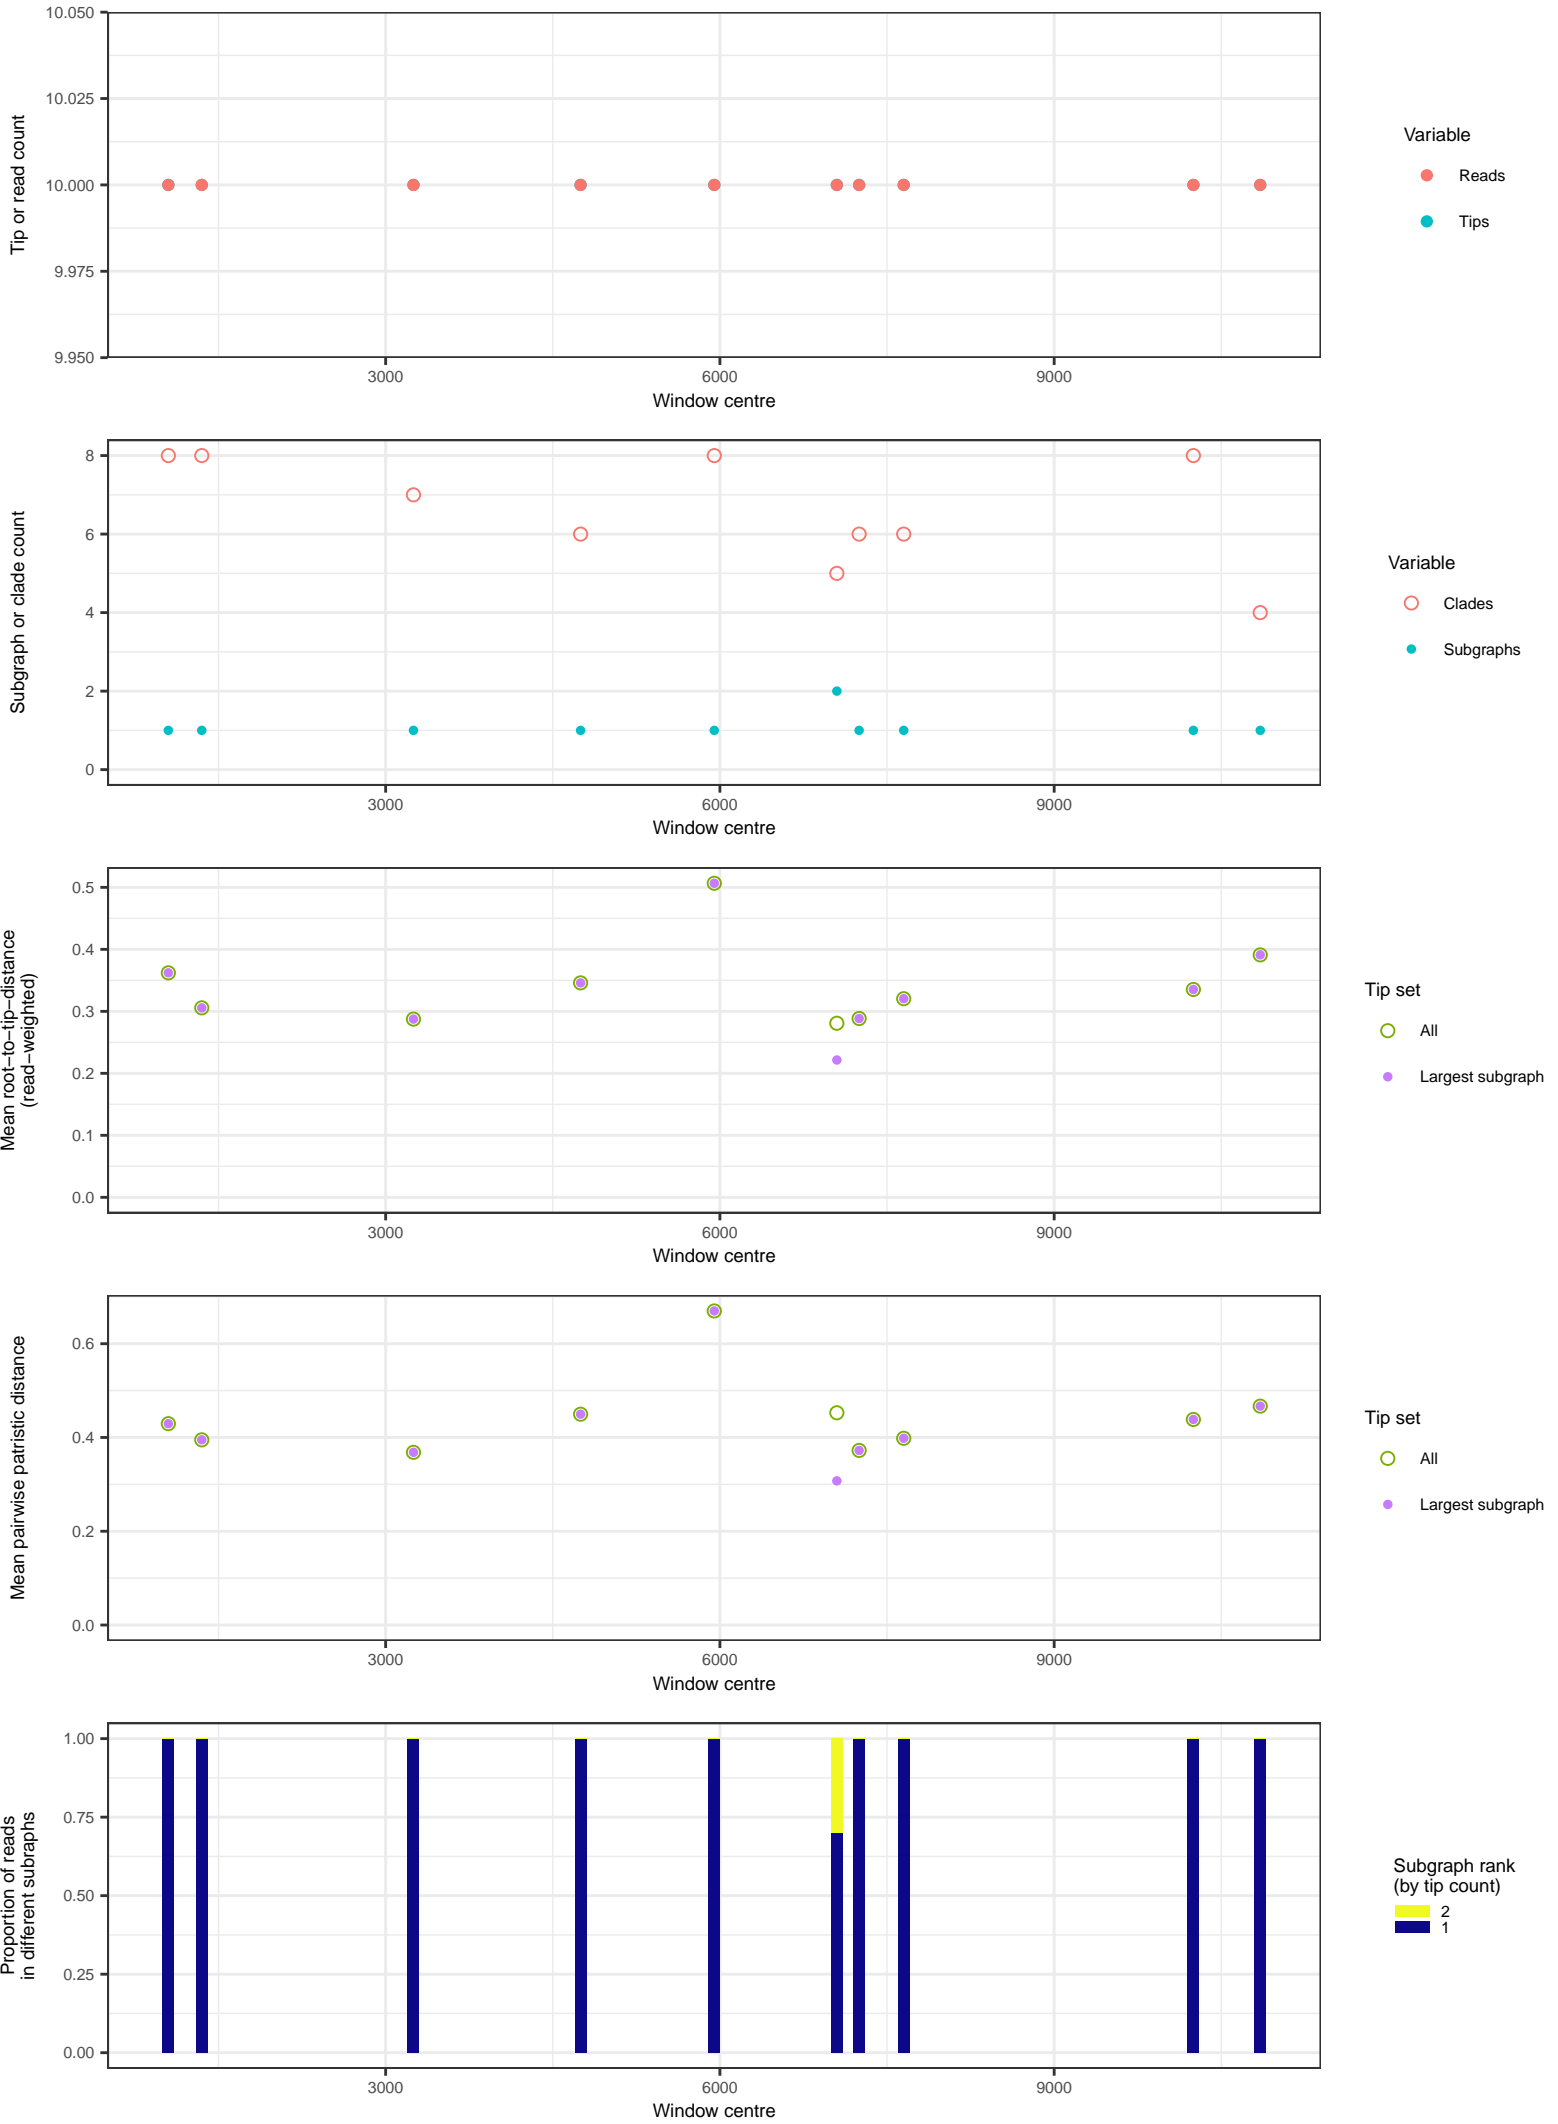 10.050
10.025
10.000
9.975
9.950
Tip or read count
3000
6000
9000
Window centre
Variable
Reads
Tips
8
6
4
2
0
Subgraph or clade count
3000
6000
9000
Window centre
Variable
Clades
Subgraphs
0.5
0.4
0.3
0.2
0.1
0.0
Mean root−to−tip−distance
(read−weighted)
3000
6000
9000
Window centre
Tip set
All
Largest subgraph
0.6
0.4
0.2
0.0
Mean pairwise patristic distance
3000
6000
9000
Window centre
Tip set
All
Largest subgraph
1.00
0.75
0.50
0.25
0.00
Proportion of reads
in different subraphs
3000
6000
9000
Window centre
Subgraph rank
(by tip count)
2
1